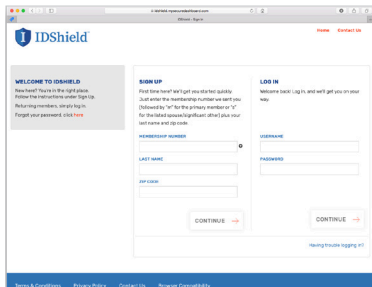 IDShield - Sign In
IDShield
Home Contact Us
WELCOME TO IDSHIELD
New here? You're in the right place.
Follow the instructions under Sign Up.
Returning members, simply log in.
Forgot your password, click here
SIGN UP
First time here? We'll get you started quickly.
Just enter the membership number we sent you
(followed by "m" for the primary member or "s"
for the listed spouse/significant other) plus your
last name and zip code
MEMBERSHIP NUMBER
LAST NAME
ZIP CODE
CONTINUE →
LOG IN
Welcome back! Log in, and we'll get you on your
way.
USERNAME
PASSWORD
CONTINUE →
Having trouble logging in?
Terms & Conditions Privacy Policy Contact Us Browser Compatibility